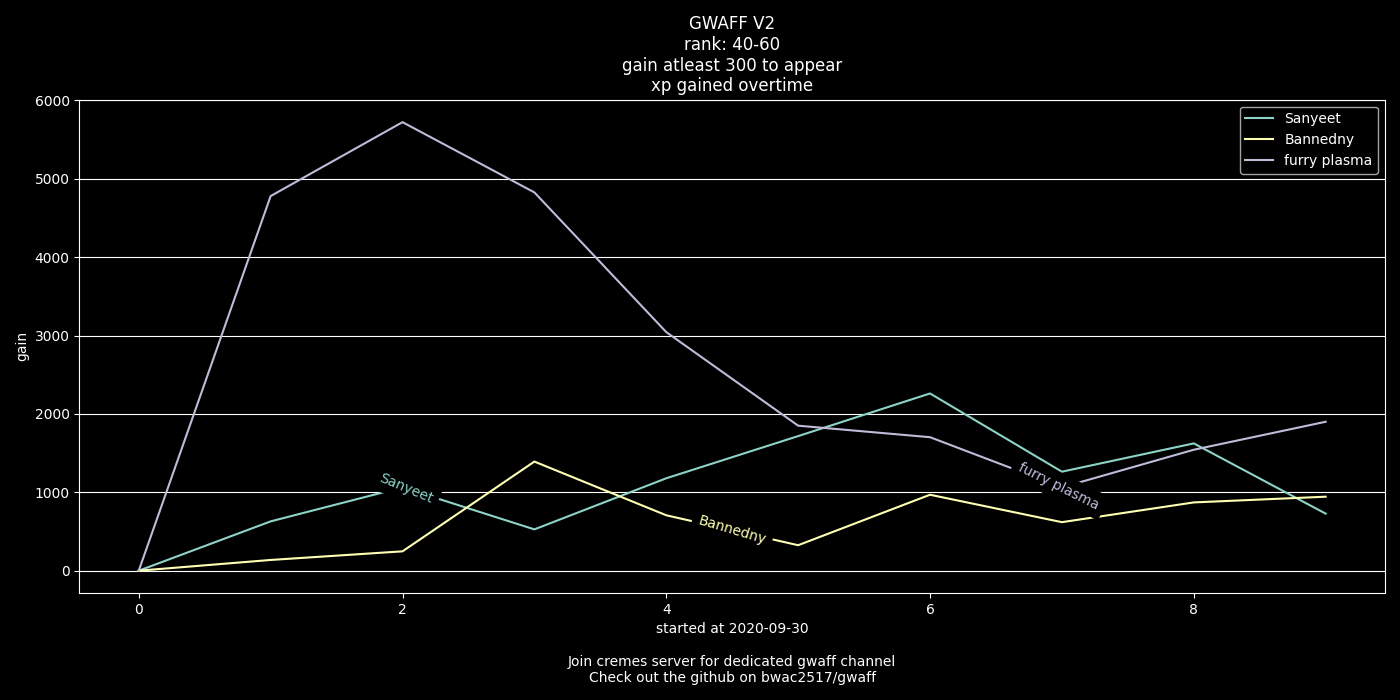 GWAFF V2
rank: 40-60
gain atleast 300 to appear
xp gained overtime
6000
5000
4000
3000
2000
1000
0
gain
Sanyeet
Bannedny
furry plasma
Sanyeet
Bannedny
furry plasma
0 2 4 6 8
started at 2020-09-30
Join cremes server for dedicated gwaff channel
Check out the github on bwac2517/gwaff